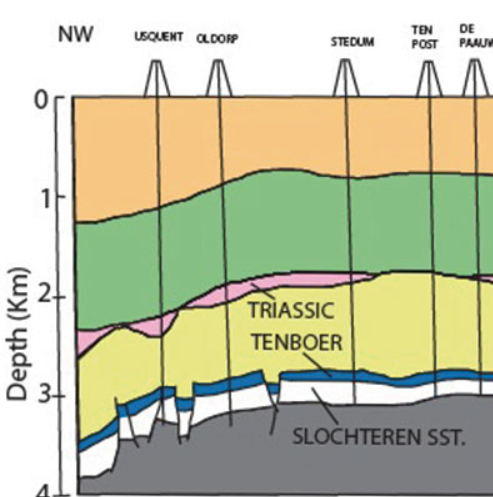 NW
USQUENT
OLDORP
STEDUM
TEN
POST
DE
PAAUW
0
1
2
3
4
Depth (Km)
TRIASSIC
TENBOER
SLOCHTEREN SST.